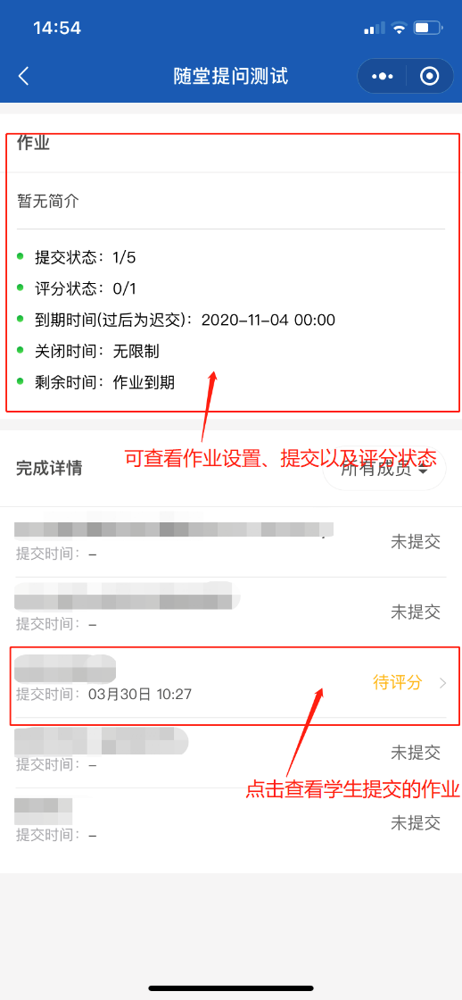 14:54
随堂提问测试
作业
暂无简介
提交状态：1/5
评分状态：0/1
到期时间(过后为迟交)：2020-11-04 00:00
关闭时间：无限制
剩余时间：作业到期
可查看作业设置、提交以及评分状态
完成详情
所有成员
未提交
提交时间：-
未提交
提交时间：-
待评分
提交时间：03月30日 10:27
未提交
提交时间：-
点击查看学生提交的作业
未提交
提交时间：-